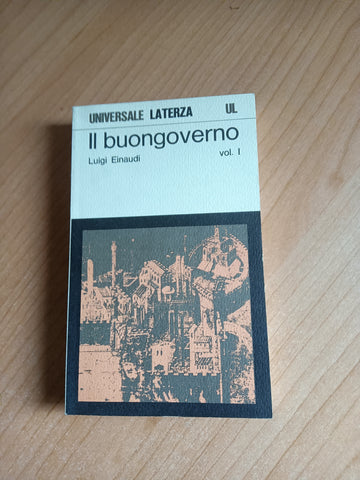 UNIVERSALE LATERZA UL
Il buongoverno
Luigi Einaudi vol. I